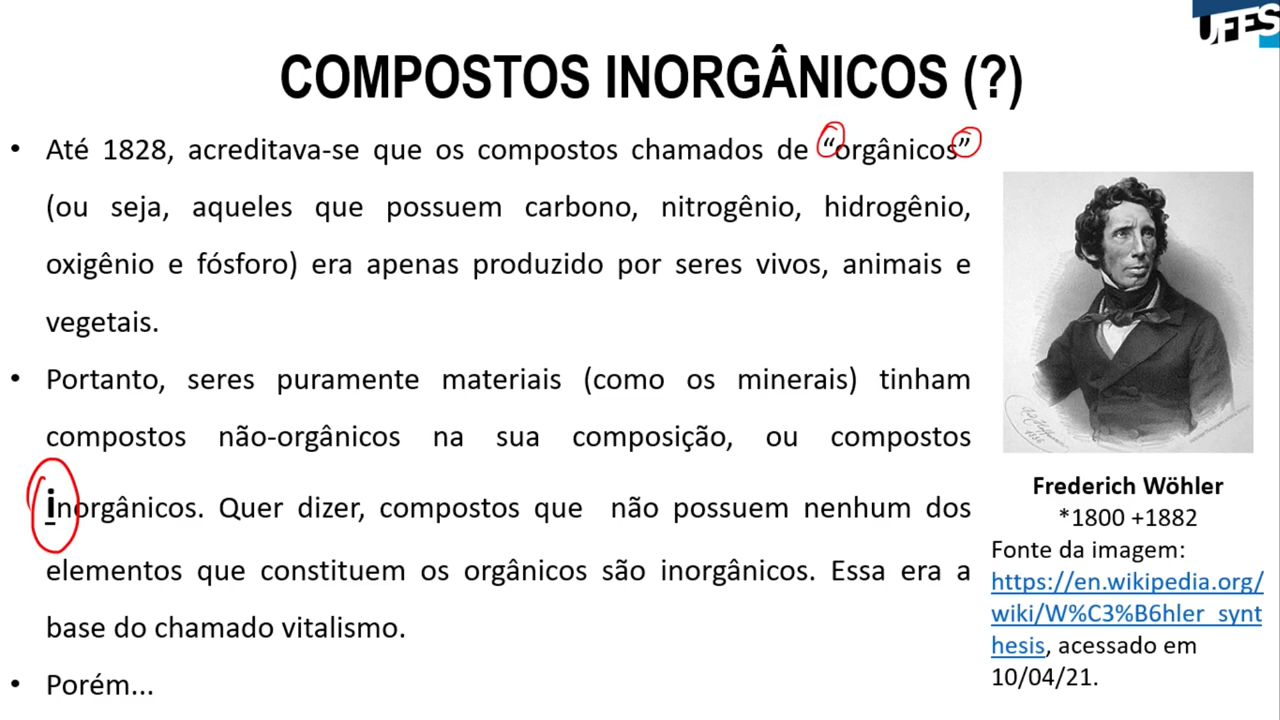 UFES
COMPOSTOS INORGÂNICOS (?)
• Até 1828, acreditava-se que os compostos chamados de “orgânicos”
(ou seja, aqueles que possuem carbono, nitrogênio, hidrogênio,
oxigênio e fósforo) era apenas produzido por seres vivos, animais e
vegetais.
• Portanto, seres puramente materiais (como os minerais) tinham
compostos não-orgânicos na sua composição, ou compostos
inorgânicos. Quer dizer, compostos que não possuem nenhum dos
elementos que constituem os orgânicos são inorgânicos. Essa era a
base do chamado vitalismo.
• Porém...
Frederich Wöhler
*1800 +1882
Fonte da imagem:
https://en.wikipedia.org/
wiki/W%C3%B6hler_synt
hesis, acessado em
10/04/21.